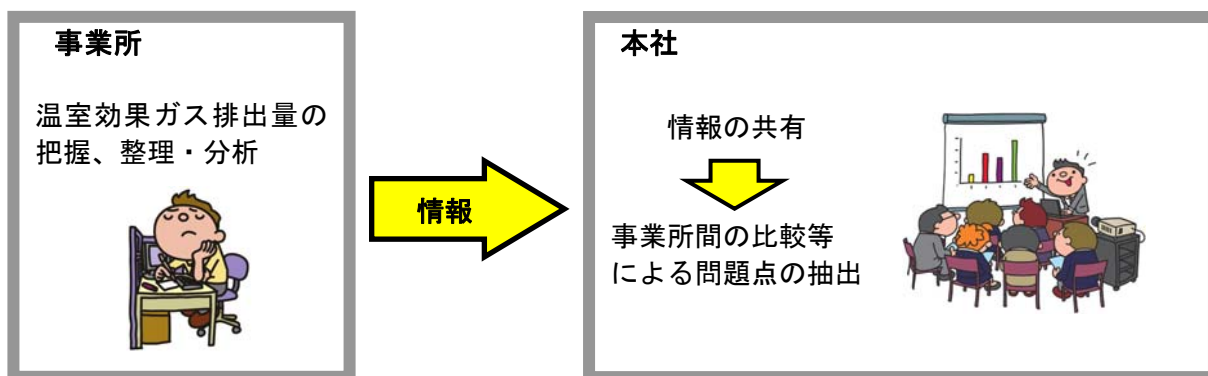 事業所
温室効果ガス排出量の
把握、整理・分析
情報
本社
情報の共有
事業所間の比較等
による問題点の抽出